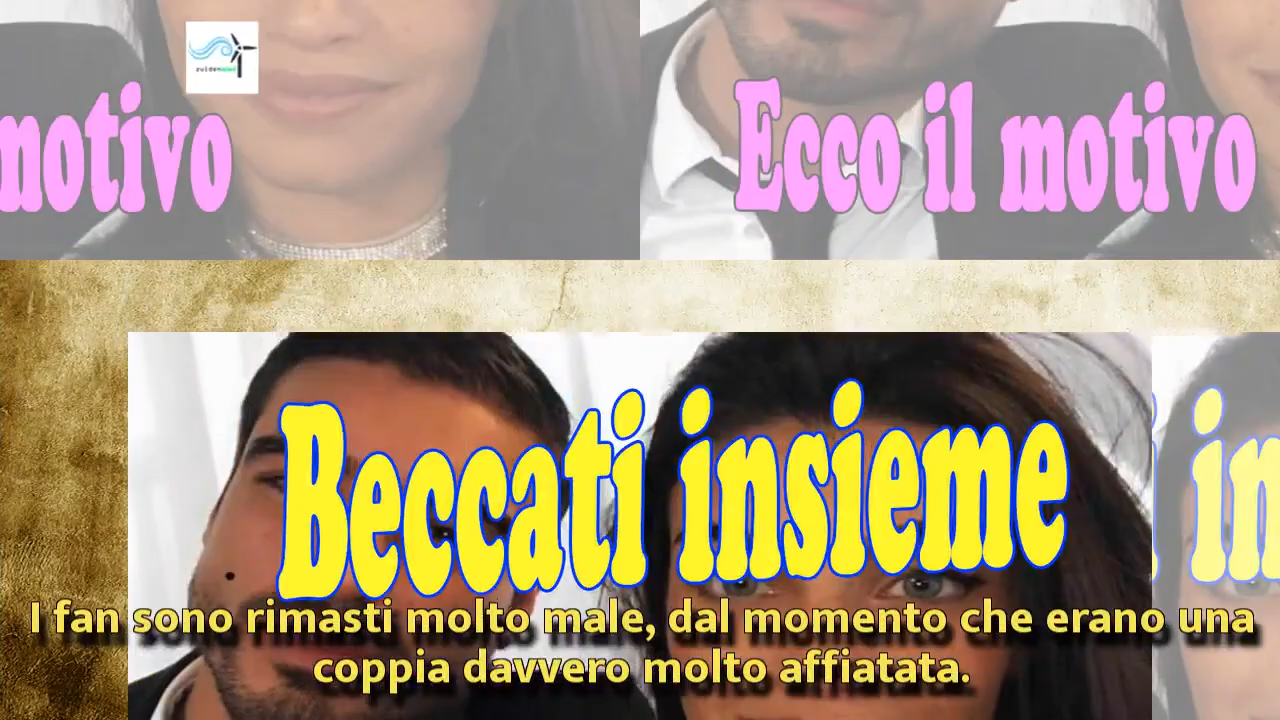 motivo
Ecco il motivo
Beccati insieme
i in
I fan sono rimasti molto male, dal momento che erano una
coppia davvero molto affiatata.